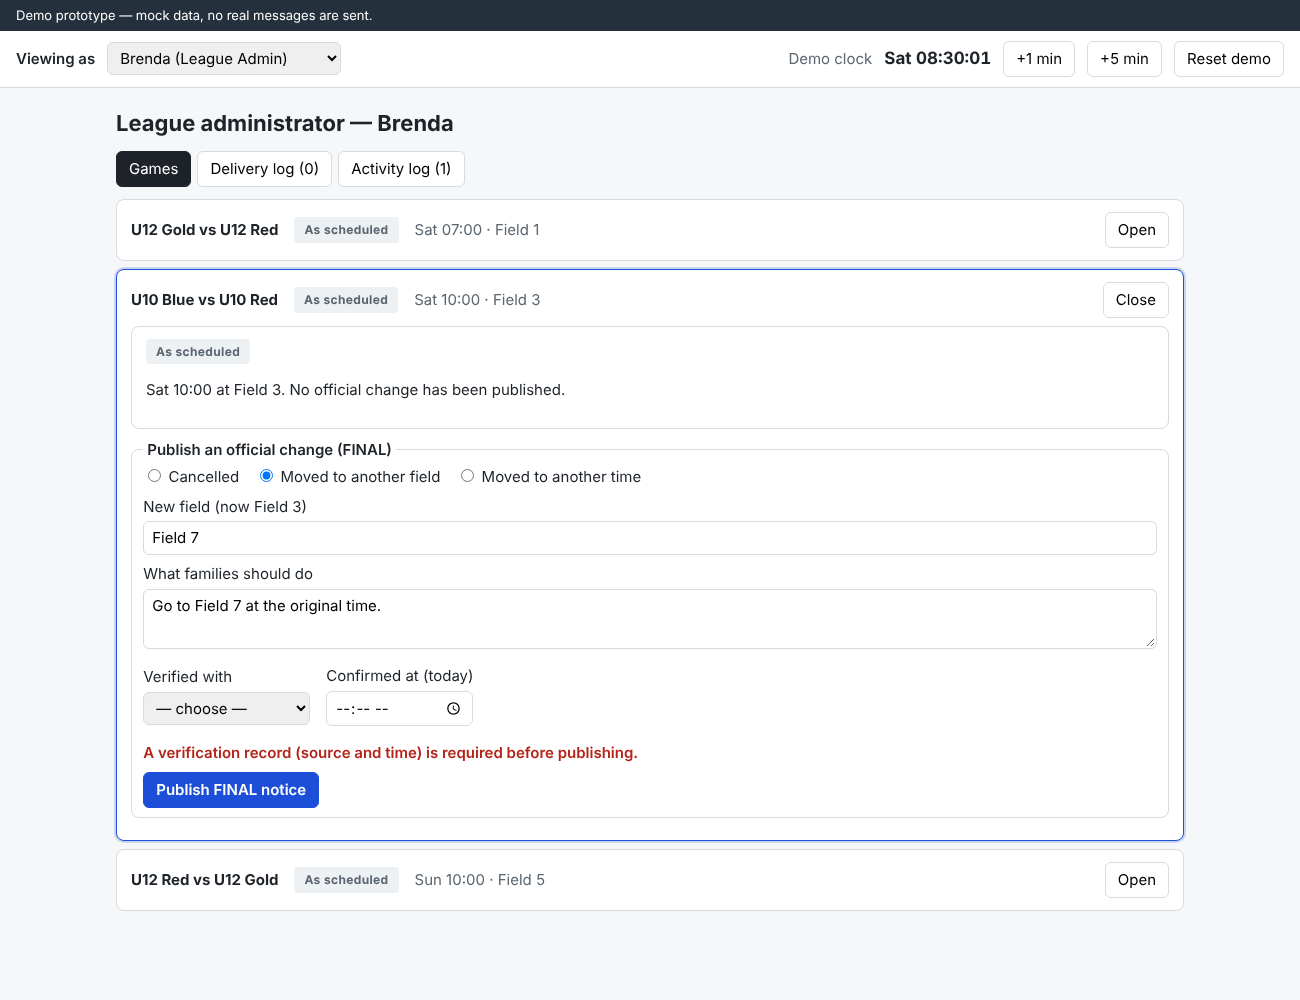 Demo prototype — mock data, no real messages are sent.
Viewing as Brenda (League Admin) Demo clock Sat 08:30:01 +1 min +5 min Reset demo
League administrator — Brenda
Games Delivery log (0) Activity log (1)
U12 Gold vs U12 Red As scheduled Sat 07:00 · Field 1 Open
U10 Blue vs U10 Red As scheduled Sat 10:00 · Field 3 Close
As scheduled
Sat 10:00 at Field 3. No official change has been published.
Publish an official change (FINAL)
Cancelled Moved to another field Moved to another time
New field (now Field 3)
Field 7
What families should do
Go to Field 7 at the original time.
Verified with Confirmed at (today)
— choose — --:-- --
A verification record (source and time) is required before publishing.
Publish FINAL notice
U12 Red vs U12 Gold As scheduled Sun 10:00 · Field 5 Open